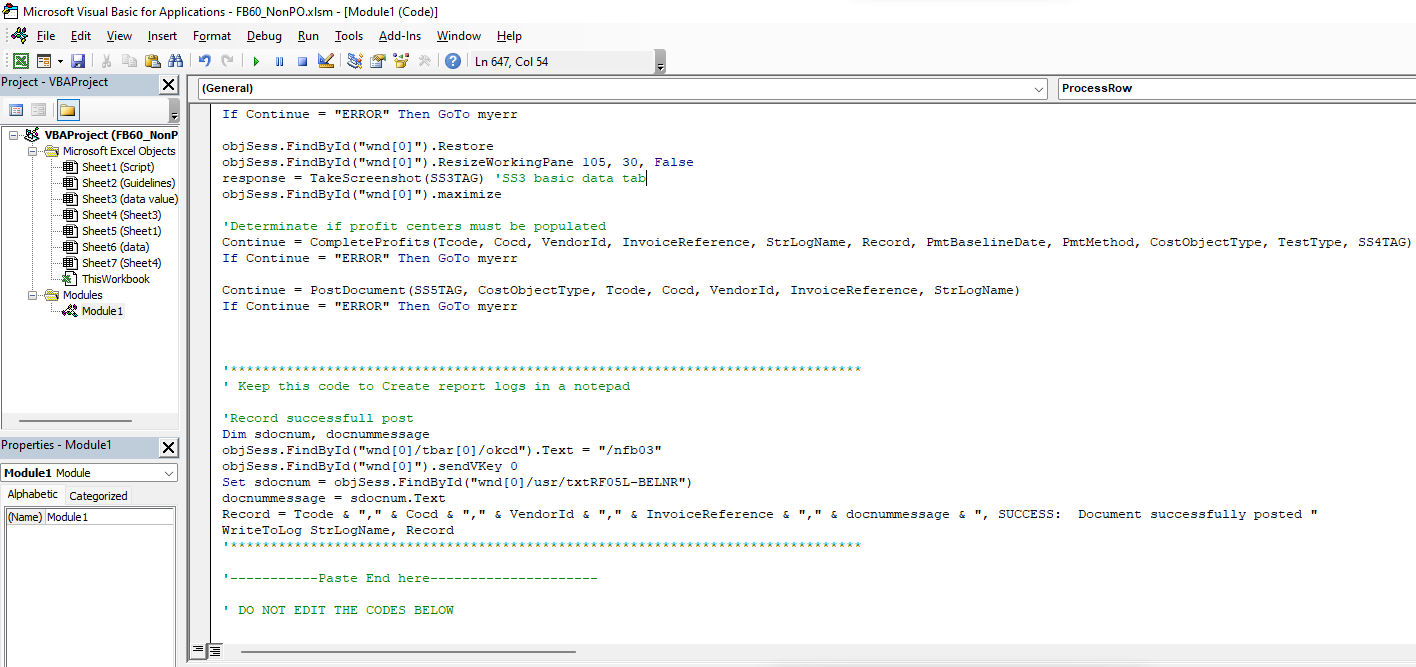 Microsoft Visual Basic for Applications - FB60_NonPO.xlsm - [Module1 (Code)]
File Edit View Insert Format Debug Run Tools Add-Ins Window Help
Ln 647, Col 54
Project - VBAProject
VBAProject (FB60_NonP
Microsoft Excel Objects
Sheet1 (Script)
Sheet2 (Guidelines)
Sheet3 (data value)
Sheet4 (Sheet3)
Sheet5 (Sheet1)
Sheet6 (data)
Sheet7 (Sheet4)
ThisWorkbook
Modules
Module1
Properties - Module1
Module1 Module
Alphabetic Categorized
(Name) Module1
(General) ProcessRow
If Continue = "ERROR" Then GoTo myerr
objSess.FindById("wnd[0]").Restore
objSess.FindById("wnd[0]").ResizeWorkingPane 105, 30, False
response = TakeScreenshot(SS3TAG) 'SS3 basic data tab
objSess.FindById("wnd[0]").maximize
'Determinate if profit centers must be populated
Continue = CompleteProfits(Tcode, Cocd, VendorId, InvoiceReference, StrLogName, Record, PmtBaselineDate, PmtMethod, CostObjectType, TestType, SS4TAG)
If Continue = "ERROR" Then GoTo myerr
Continue = PostDocument(SS5TAG, CostObjectType, Tcode, Cocd, VendorId, InvoiceReference, StrLogName)
If Continue = "ERROR" Then GoTo myerr
'*******************************************************************************
' Keep this code to Create report logs in a notepad
'Record successfull post
Dim sdocnum, docnummessage
objSess.FindById("wnd[0]/tbar[0]/okcd").Text = "/nfb03"
objSess.FindById("wnd[0]").sendVKey 0
Set sdocnum = objSess.FindById("wnd[0]/usr/txtRF05L-BELNR")
docnummessage = sdocnum.Text
Record = Tcode & "," & Cocd & "," & VendorId & "," & InvoiceReference & "," & docnummessage & ", SUCCESS:  Document successfully posted "
WriteToLog StrLogName, Record
'*******************************************************************************
'-----------Paste End here---------------------
' DO NOT EDIT THE CODES BELOW